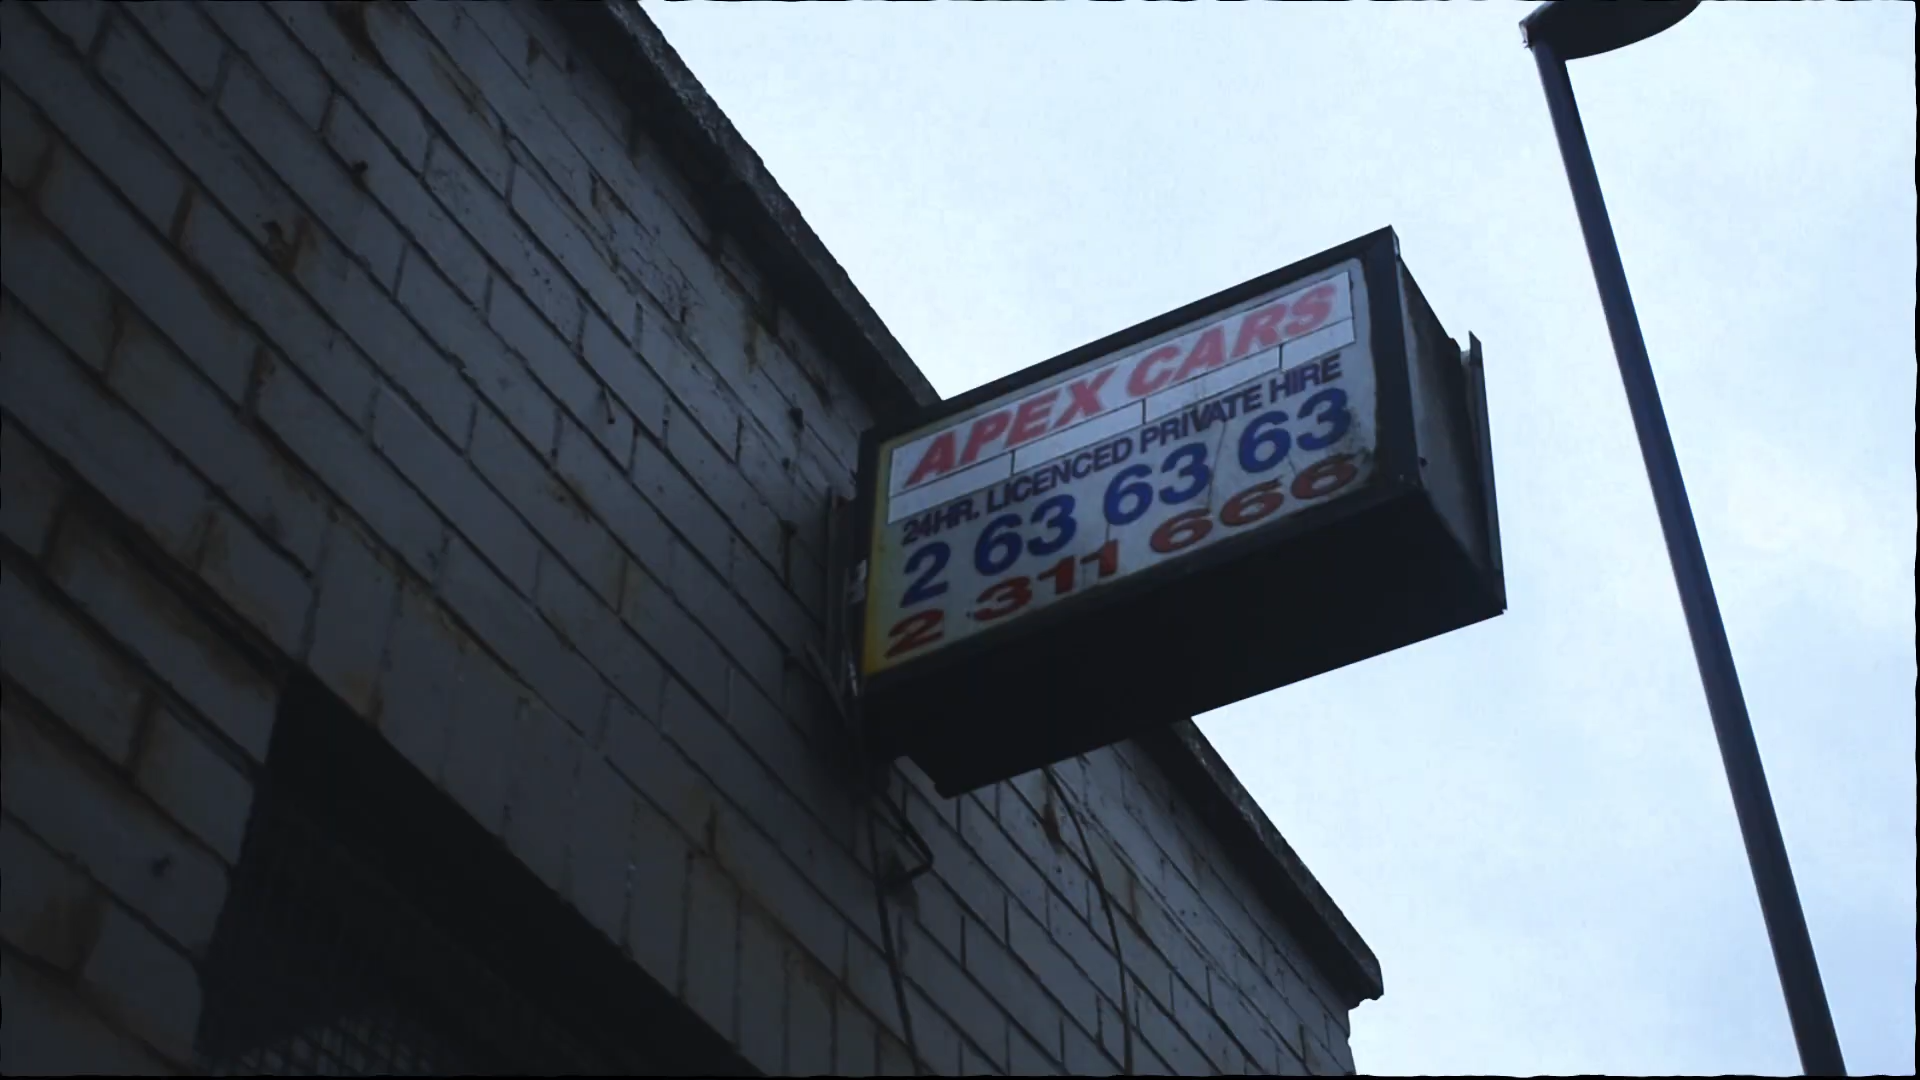 APEX CARS
24HR. LICENCED PRIVATE HIRE
2 63 63 63
2 311 666